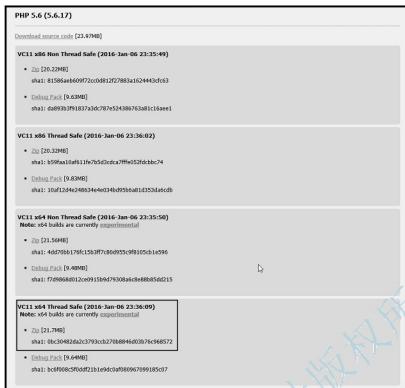 PHP 5.6 (5.6.17)
Download source code [23.97MB]
VC11 x86 Non Thread Safe (2016-Jan-06 23:35:49)
Zip [20.22MB]
sha1: 81586aeb609f72cc0d812f27883a1624443cfc63
Debug Pack [9.63MB]
sha1: da893b3f91837a3dc787e524386763a81c16aee1
VC11 x86 Thread Safe (2016-Jan-06 23:36:02)
Zip [20.32MB]
sha1: b59faa10af611fe7b5d3cdca7fffe052fdcbbc74
Debug Pack [9.83MB]
sha1: 10af12d4e248634e4e034bd95b6a81d353da6cdb
VC11 x64 Non Thread Safe (2016-Jan-06 23:35:50)
Note: x64 builds are currently experimental
Zip [21.56MB]
sha1: 4dd70bb176fc15b3ff7c80d955c9f8105cb1e596
Debug Pack [9.48MB]
sha1: f7d9868d012ce0915b9d79308a6c8e88b85dd215
VC11 x64 Thread Safe (2016-Jan-06 23:36:09)
Note: x64 builds are currently experimental
Zip [21.7MB]
sha1: 0bc30482da2c3793ccb270b8846d03b76c968572
Debug Pack [9.64MB]
sha1: bc6f008c5f0ddf21b1e9dc0af080967099185c07